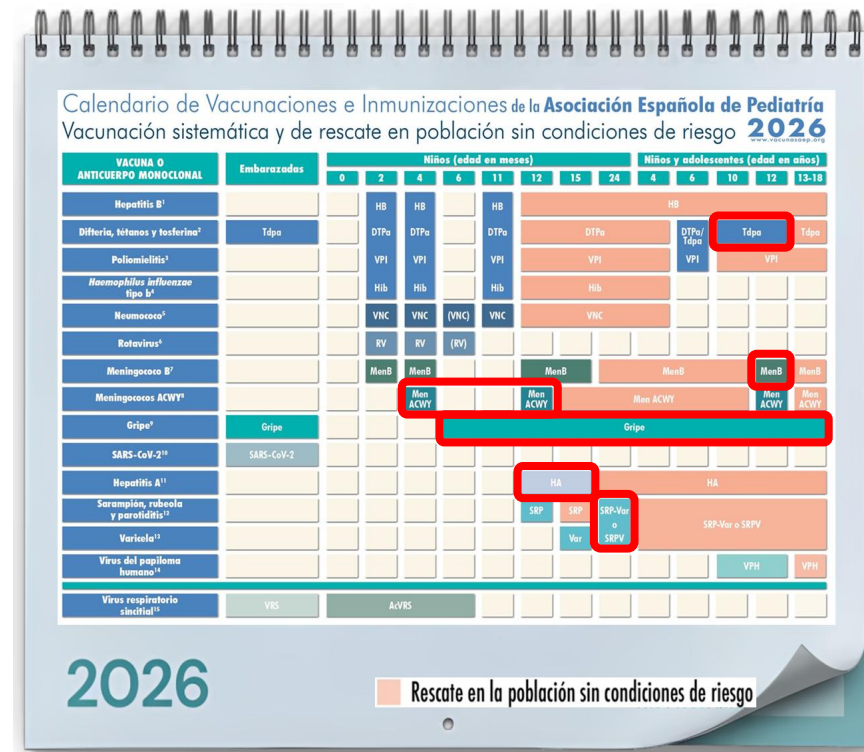 Calendario de Vacunaciones e Inmunizaciones de la Asociación Española de Pediatría
Vacunación sistemática y de rescate en población sin condiciones de riesgo 2026
www.vacunasaep.org
VACUNA O ANTICUERPO MONOCLONAL Embarazadas Niños (edad en meses) Niños y adolescentes (edad en años)
0 2 4 6 11 12 15 24 4 6 10 12 13-18
Hepatitis B¹ HB HB HB HB
Difteria, tétanos y tosferina² Tdpa DTPa DTPa DTPa DTPa DTPa/ Tdpa Tdpa Tdpa
Poliomielitis³ VPI VPI VPI VPI VPI VPI
Haemophilus influenzae tipo b⁴ Hib Hib Hib Hib
Neumococo⁵ VNC VNC (VNC) VNC VNC
Rotavirus⁶ RV RV (RV)
Meningococo B⁷ MenB MenB MenB MenB MenB MenB
Meningococos ACWY⁸ Men ACWY Men ACWY Men ACWY Men ACWY Men ACWY
Gripe⁹ Gripe Gripe
SARS-CoV-2¹⁰ SARS-CoV-2
Hepatitis A¹¹ HA HA
Sarampión, rubeola y parotiditis¹² SRP SRP SRP-Var o SRPV SRP-Var o SRPV
Varicela¹³ Var
Virus del papiloma humano¹⁴ VPH VPH
Virus respiratorio sincitial¹⁵ VRS AcVRS
2026
Rescate en la población sin condiciones de riesgo